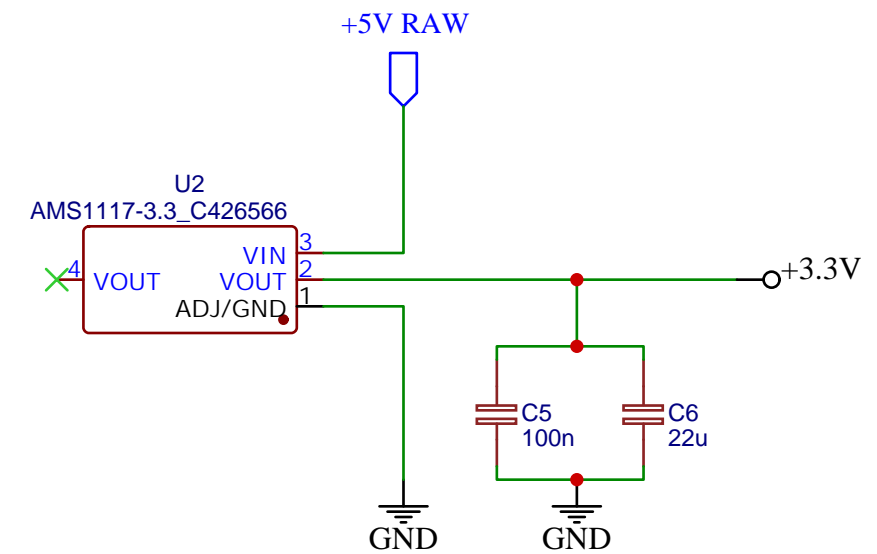 +5V RAW
U2
AMS1117-3.3_C426566
VIN 3
4 VOUT VOUT 2
ADJ/GND 1
+3.3V
C5
100n
C6
22u
GND
GND